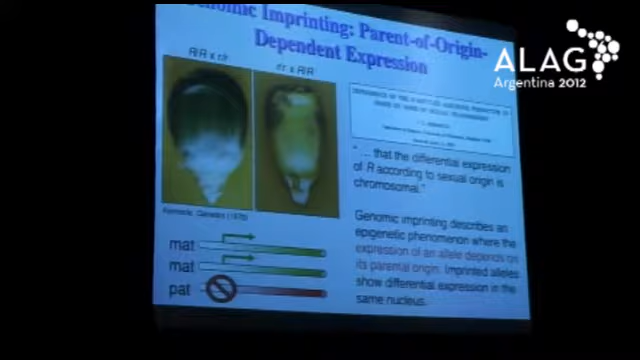 Genomic Imprinting: Parent-of-Origin-
Dependent Expression
ALAG
Argentina 2012
R/R x r/r
r/r x R/R
"... that the differential expression
of R according to sexual origin is
chromosomal."
Kermicle, Genetics (1970)
Genomic imprinting describes an
epigenetic phenomenon where the
expression of an allele depends on
its parental origin. Imprinted alleles
show differential expression in the
same nucleus.
mat
mat
pat